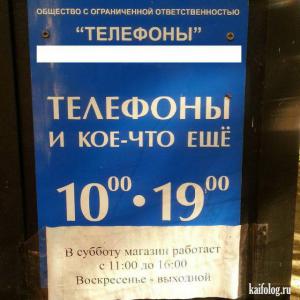 ОБЩЕСТВО С ОГРАНИЧЕННОЙ ОТВЕТСТВЕННОСТЬЮ
"ТЕЛЕФОНЫ"
ТЕЛЕФОНЫ
И КОЕ-ЧТО ЕЩЁ
10⁰⁰ • 19⁰⁰
В субботу магазин работает
с 11:00 до 16:00
Воскресенье - выходной
kaifolog.ru